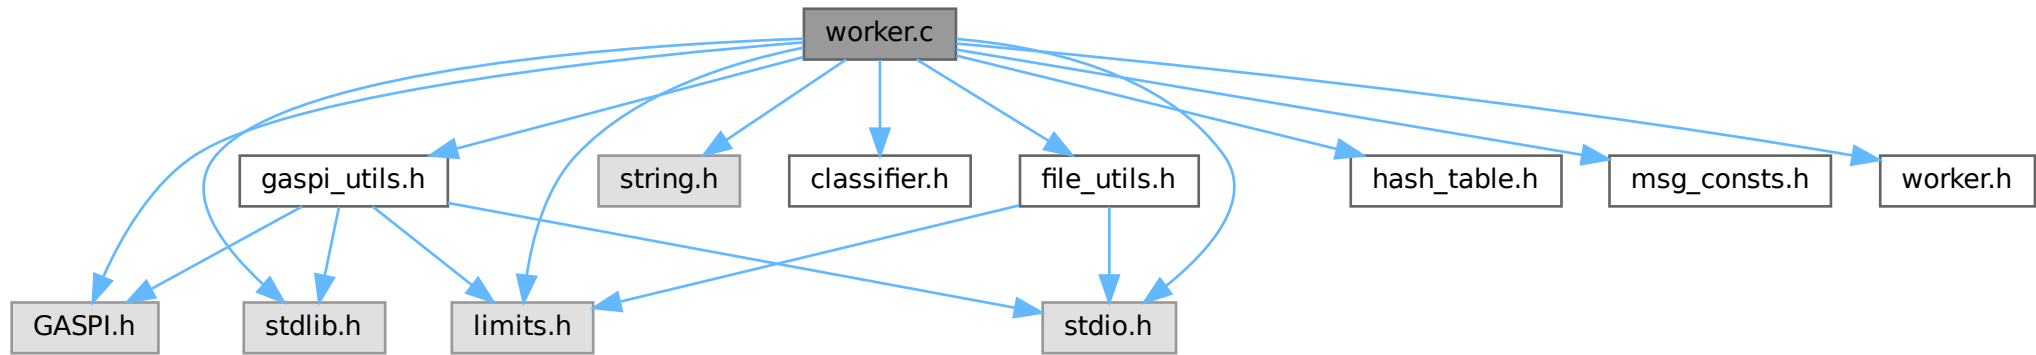 worker.c
gaspi_utils.h
string.h
classifier.h
file_utils.h
hash_table.h
msg_consts.h
worker.h
GASPI.h
stdlib.h
limits.h
stdio.h